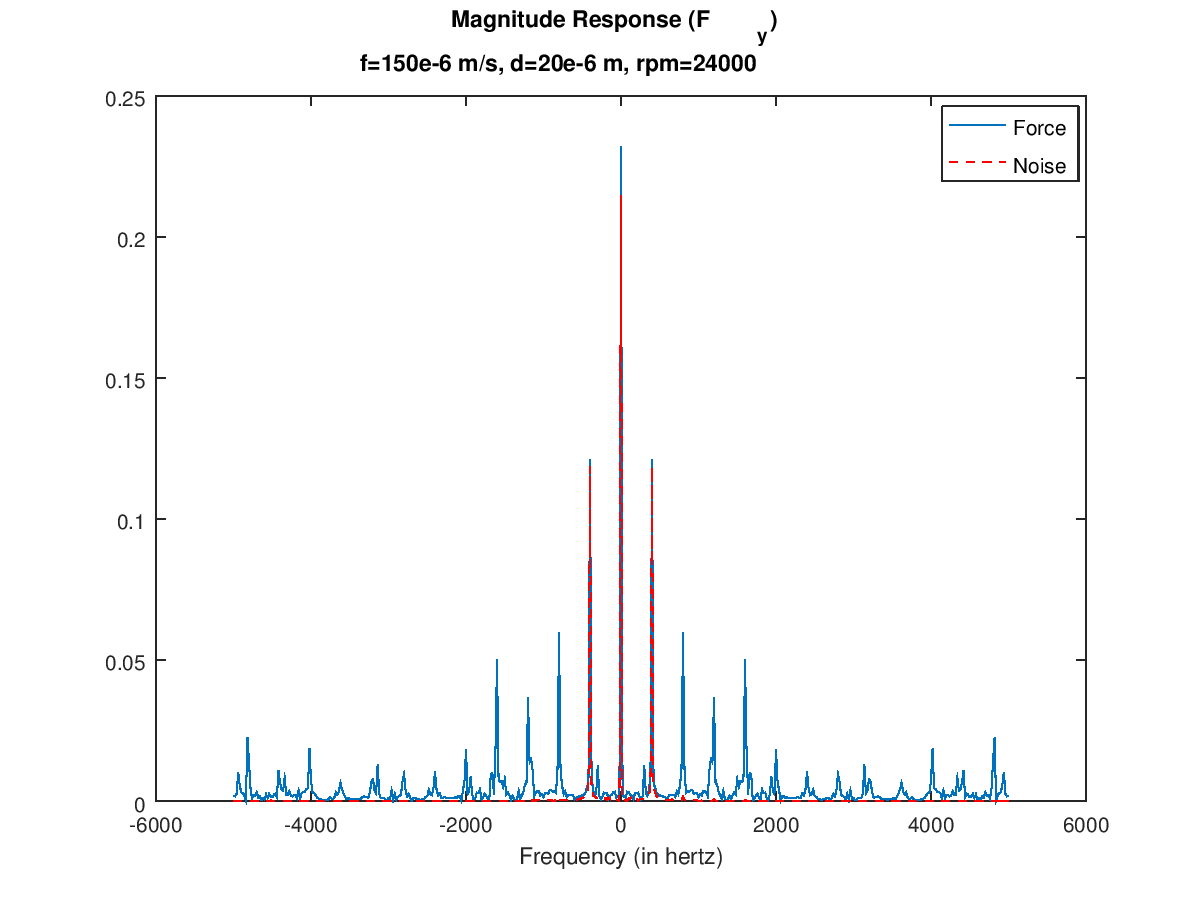 Magnitude Response (F_y)
f=150e-6 m/s, d=20e-6 m, rpm=24000
0.25
0.2
0.15
0.1
0.05
0
Force
Noise
-6000 -4000 -2000 0 2000 4000 6000
Frequency (in hertz)